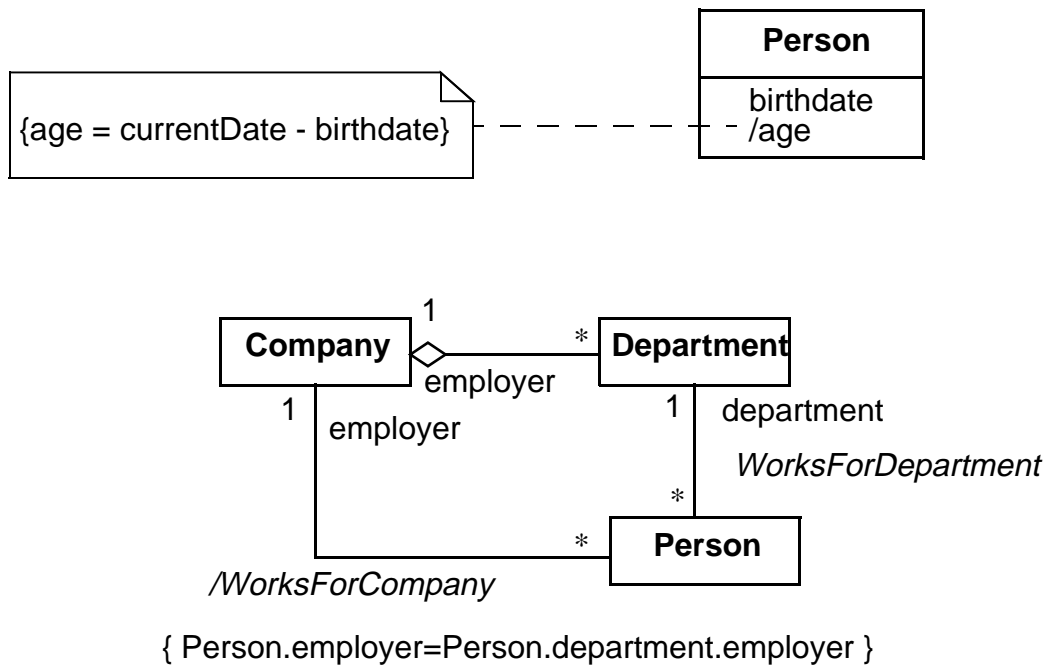 Person
birthdate
/age
{age = currentDate - birthdate}
1
Company
*
Department
employer
1
employer
1
department
WorksForDepartment
*
*
Person
/WorksForCompany
{ Person.employer=Person.department.employer }